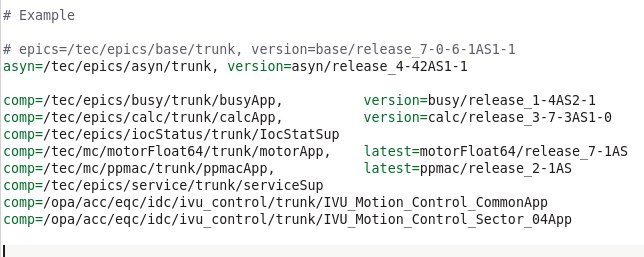 # Example
# epics=/tec/epics/base/trunk, version=base/release_7-0-6-1AS1-1
asyn=/tec/epics/asyn/trunk, version=asyn/release_4-42AS1-1
comp=/tec/epics/busy/trunk/busyApp, version=busy/release_1-4AS2-1
comp=/tec/epics/calc/trunk/calcApp, version=calc/release_3-7-3AS1-0
comp=/tec/epics/iocStatus/trunk/IocStatSup
comp=/tec/mc/motorFloat64/trunk/motorApp, latest=motorFloat64/release_7-1AS
comp=/tec/mc/ppmac/trunk/ppmacApp, latest=ppmac/release_2-1AS
comp=/tec/epics/service/trunk/serviceSup
comp=/opa/acc/eqc/idc/ivu_control/trunk/IVU_Motion_Control_CommonApp
comp=/opa/acc/eqc/idc/ivu_control/trunk/IVU_Motion_Control_Sector_04App